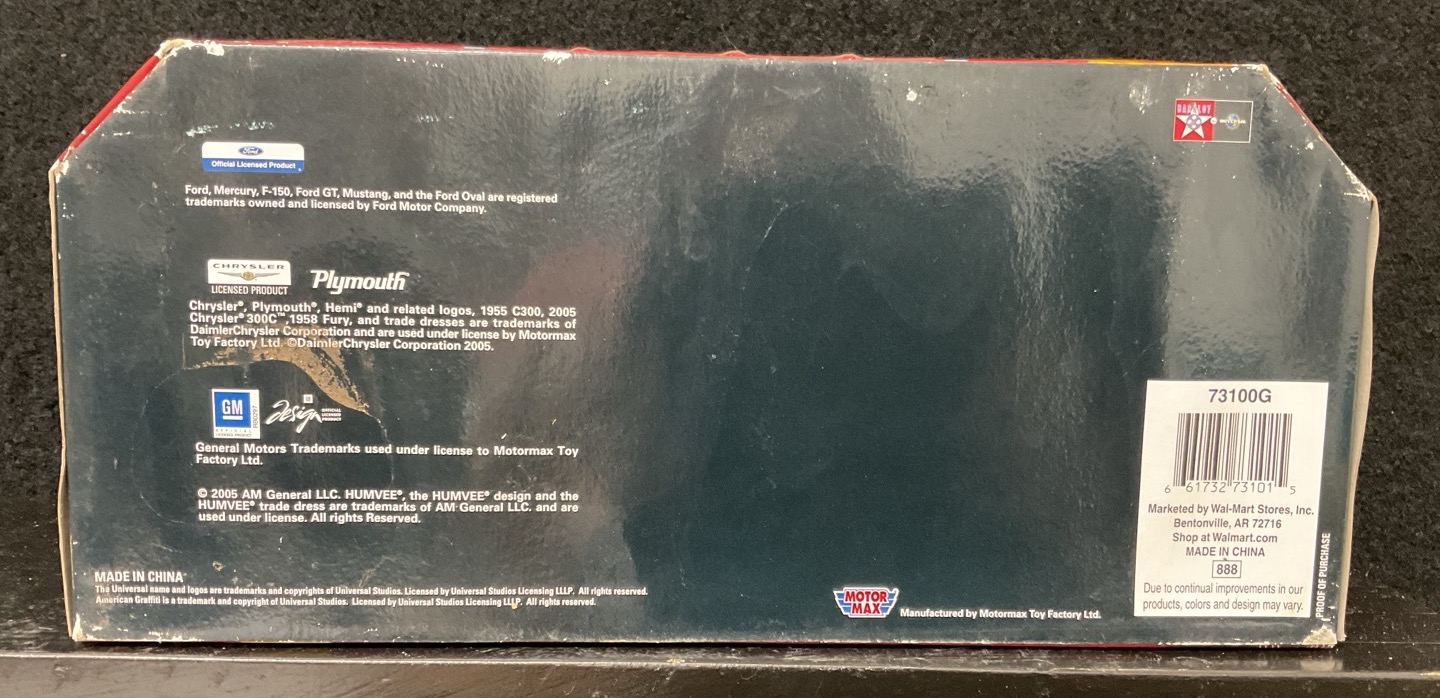 Ford
Official Licensed Product
Ford, Mercury, F-150, Ford GT, Mustang, and the Ford Oval are registered
trademarks owned and licensed by Ford Motor Company.
CHRYSLER
LICENSED PRODUCT
Plymouth
Chrysler®, Plymouth®, Hemi® and related logos, 1955 C300, 2005
Chrysler® 300C™,1958 Fury, and trade dresses are trademarks of
DaimlerChrysler Corporation and are used under license by Motormax
Toy Factory Ltd. ©DaimlerChrysler Corporation 2005.
GM
OFFICIAL
LICENSED PRODUCT
Design
OFFICIAL
LICENSED
PRODUCT
General Motors Trademarks used under license to Motormax Toy
Factory Ltd.
© 2005 AM General LLC. HUMVEE®, the HUMVEE® design and the
HUMVEE® trade dress are trademarks of AM General LLC. and are
used under license. All rights Reserved.
MADE IN CHINA
The Universal name and logos are trademarks and copyrights of Universal Studios. Licensed by Universal Studios Licensing LLLP. All rights reserved.
American Graffiti is a trademark and copyright of Universal Studios. Licensed by Universal Studios Licensing LLLP. All rights reserved.
MOTOR
MAX
Manufactured by Motormax Toy Factory Ltd.
73100G
6 61732 73101 5
Marketed by Wal-Mart Stores, Inc.
Bentonville, AR 72716
Shop at Walmart.com
MADE IN CHINA
888
Due to continual improvements in our
products, colors and design may vary.
PROOF OF PURCHASE